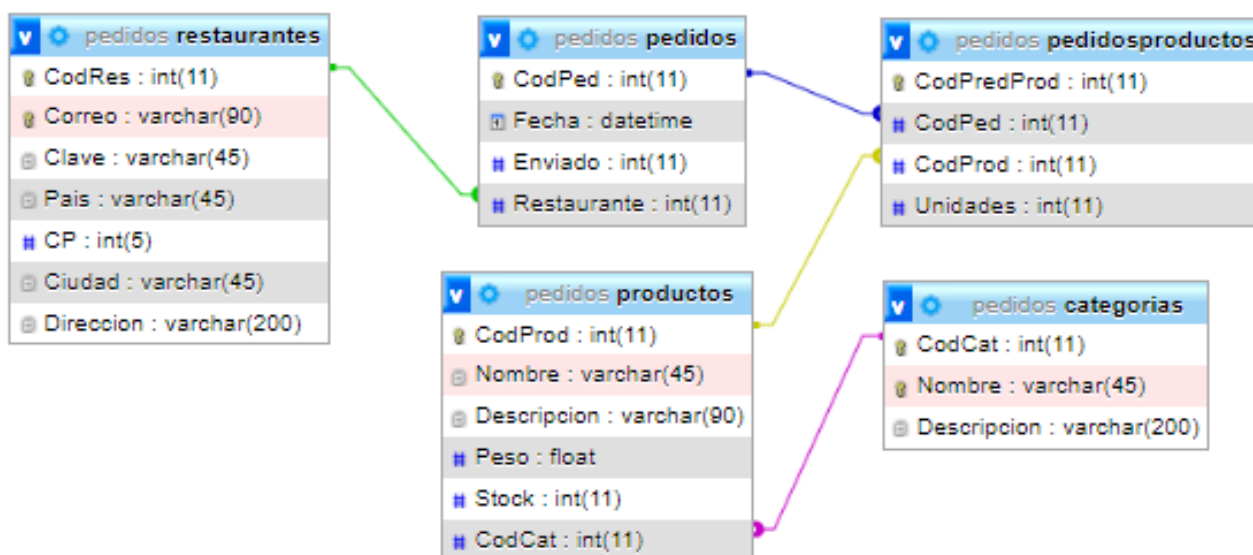 v pedidos restaurantes
CodRes : int(11)
Correo : varchar(90)
Clave : varchar(45)
Pais : varchar(45)
# CP : int(5)
Ciudad : varchar(45)
Direccion : varchar(200)
v pedidos pedidos
CodPed : int(11)
Fecha : datetime
# Enviado : int(11)
# Restaurante : int(11)
v pedidos pedidosproductos
CodPredProd : int(11)
# CodPed : int(11)
# CodProd : int(11)
# Unidades : int(11)
v pedidos productos
CodProd : int(11)
Nombre : varchar(45)
Descripcion : varchar(90)
# Peso : float
# Stock : int(11)
# CodCat : int(11)
v pedidos categorias
CodCat : int(11)
Nombre : varchar(45)
Descripcion : varchar(200)